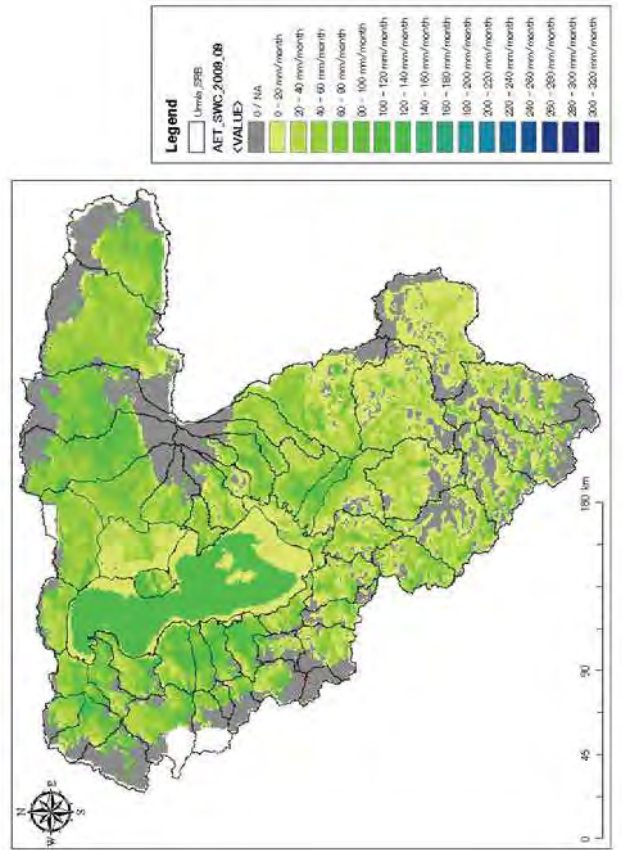 N
W
E
S
0
45
90
180 km
Legend
AET_SWC_2009_09
<VALUE>
0 / NA
0 - 20 mm/month
20 - 40 mm/month
40 - 60 mm/month
60 - 80 mm/month
80 - 100 mm/month
100 - 120 mm/month
120 - 140 mm/month
140 - 160 mm/month
160 - 180 mm/month
180 - 200 mm/month
200 - 220 mm/month
220 - 240 mm/month
240 - 260 mm/month
260 - 280 mm/month
280 - 300 mm/month
300 - 320 mm/month